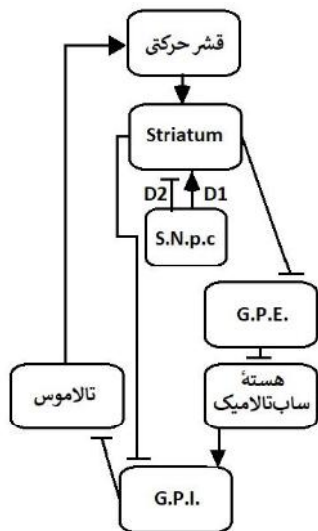 قشر حرکتی
Striatum
D2
D1
S.N.p.c
G.P.E.
تالاموس
هستهٔ
ساب‌تالامیک
G.P.I.